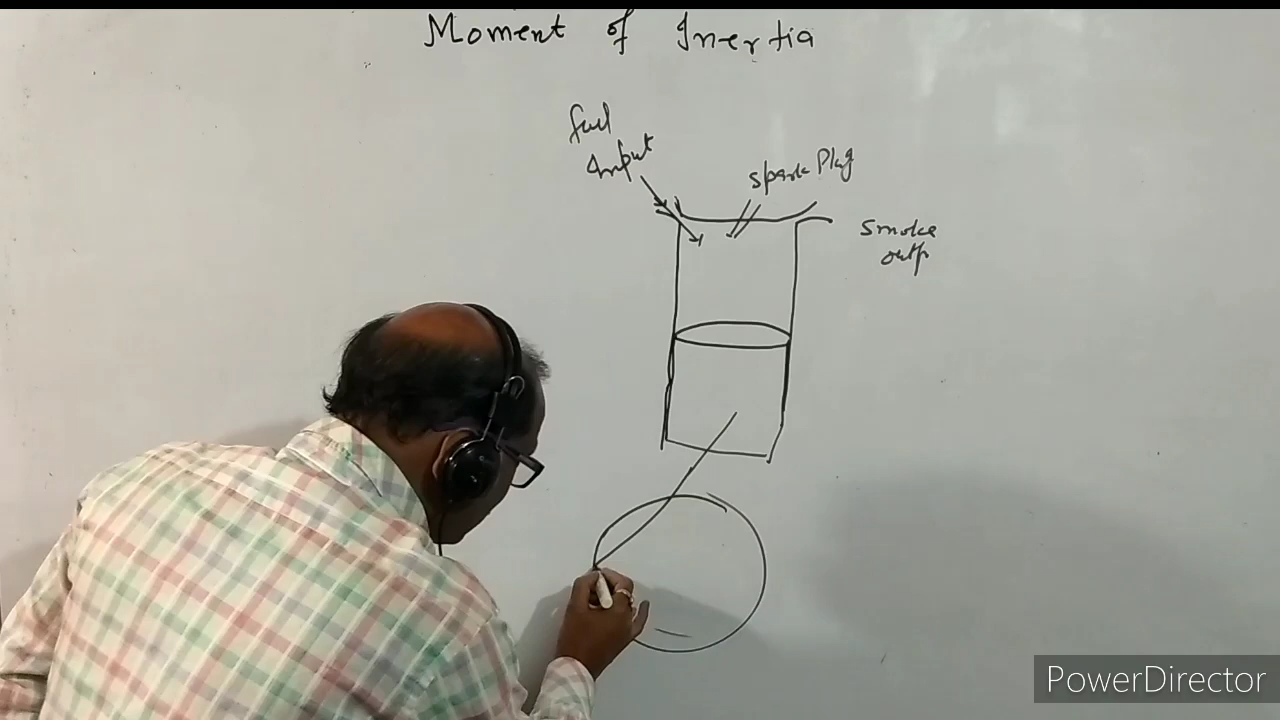 Moment of Inertia
fuel
Input
Spark Plug
Smoke
outp
PowerDirector